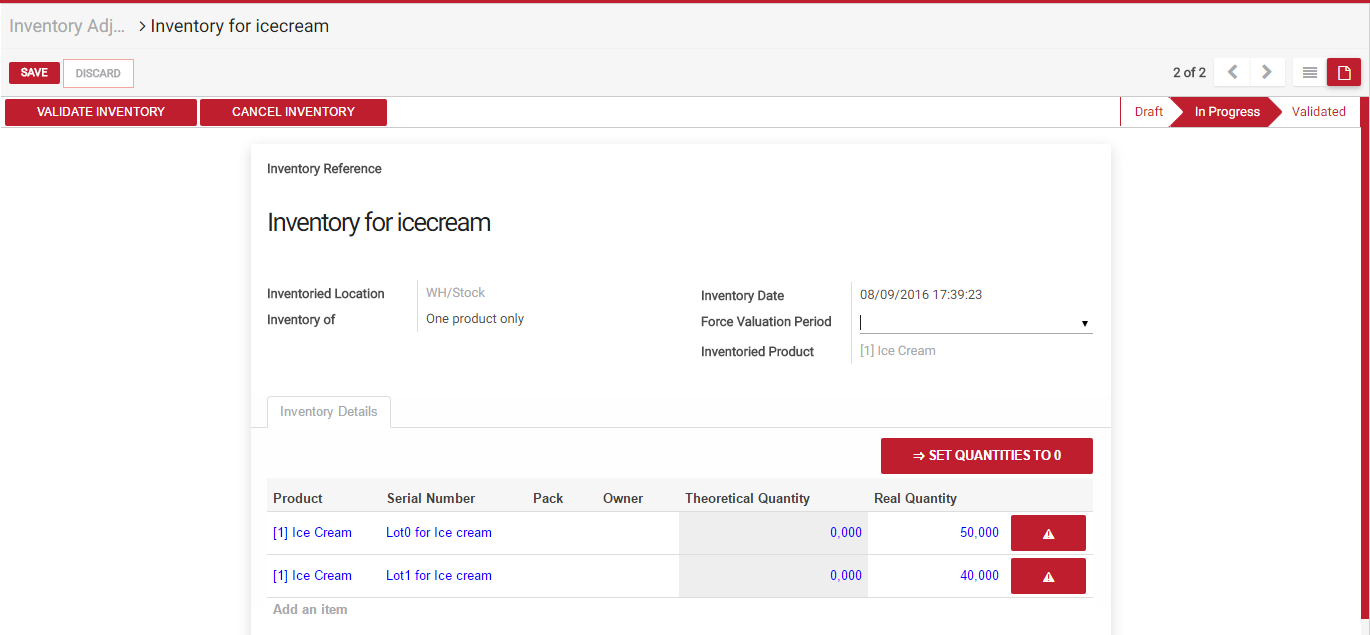 Inventory Adj... > Inventory for icecream
SAVE DISCARD 2 of 2
VALIDATE INVENTORY CANCEL INVENTORY Draft In Progress Validated
Inventory Reference
Inventory for icecream
Inventoried Location WH/Stock
Inventory of One product only
Inventory Date 08/09/2016 17:39:23
Force Valuation Period
Inventoried Product [1] Ice Cream
Inventory Details
⇒ SET QUANTITIES TO 0
Product Serial Number Pack Owner Theoretical Quantity Real Quantity
[1] Ice Cream Lot0 for Ice cream 0,000 50,000
[1] Ice Cream Lot1 for Ice cream 0,000 40,000
Add an item